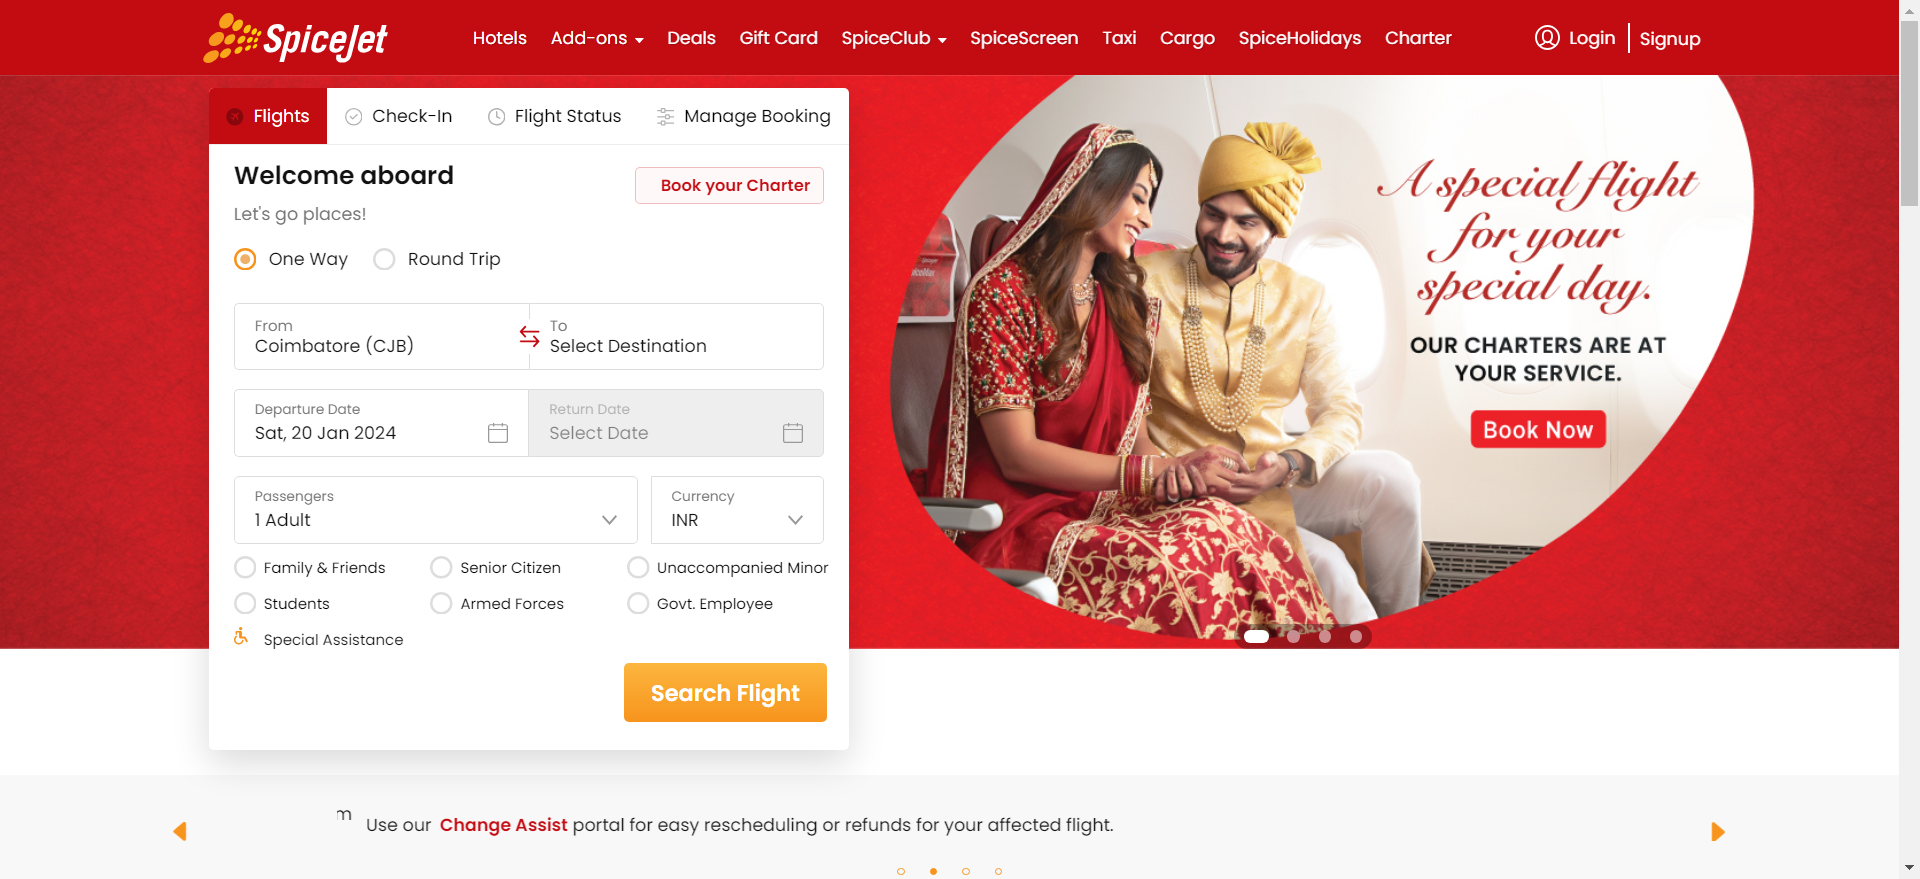 SpiceJet
Hotels
Add-ons
Deals
Gift Card
SpiceClub
SpiceScreen
Taxi
Cargo
SpiceHolidays
Charter
Login
Signup
Flights
Check-In
Flight Status
Manage Booking
Welcome aboard
Book your Charter
Let's go places!
One Way
Round Trip
From
Coimbatore (CJB)
To
Select Destination
Departure Date
Sat, 20 Jan 2024
Return Date
Select Date
Passengers
1 Adult
Currency
INR
Family & Friends
Senior Citizen
Unaccompanied Minor
Students
Armed Forces
Govt. Employee
Special Assistance
Search Flight
A special flight
for your
special day.
OUR CHARTERS ARE AT
YOUR SERVICE.
Book Now
m
Use our Change Assist portal for easy rescheduling or refunds for your affected flight.